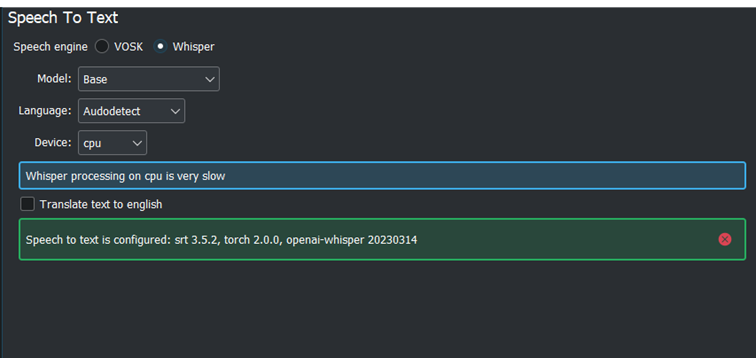 Speech To Text
Speech engine VOSK Whisper
Model: Base
Language: Audodetect
Device: cpu
Whisper processing on cpu is very slow
Translate text to english
Speech to text is configured: srt 3.5.2, torch 2.0.0, openai-whisper 20230314